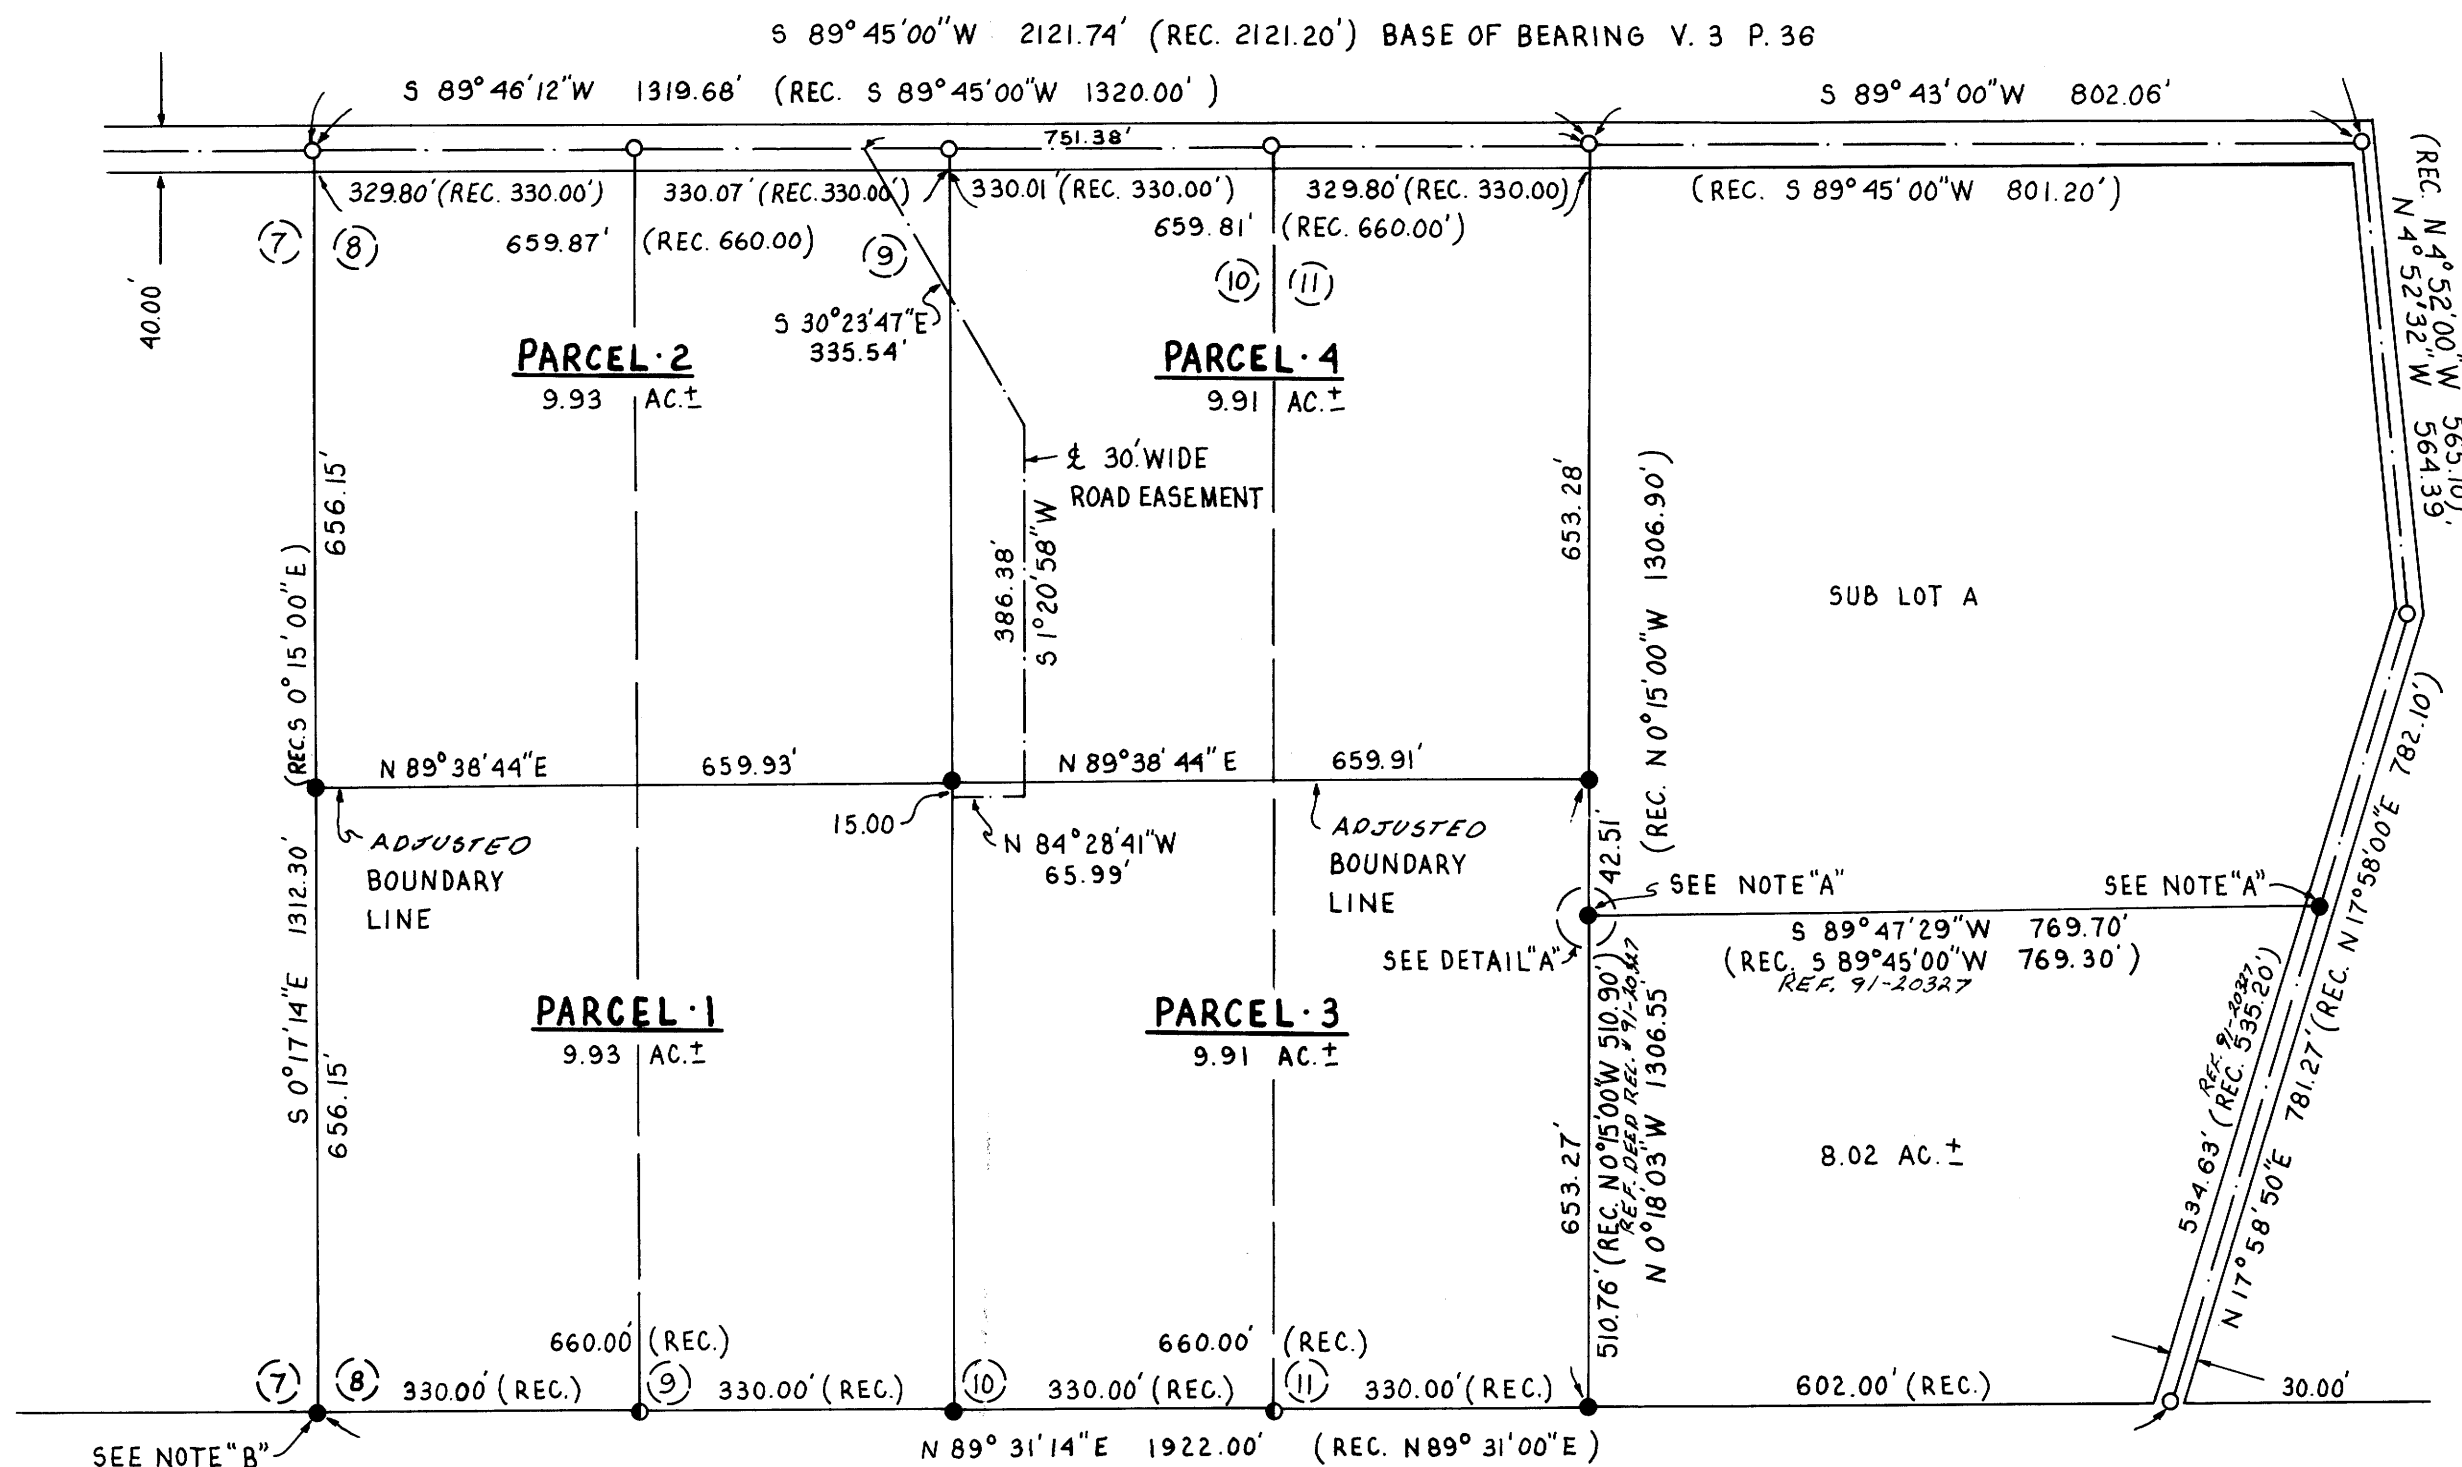 S 89°45'00"W 2121.74' (REC. 2121.20') BASE OF BEARING V. 3 P. 36
S 89°46'12"W 1319.68' (REC. S 89°45'00"W 1320.00')
S 89°43'00"W 802.06'
751.38'
329.80' (REC. 330.00')
330.07' (REC. 330.00')
330.01' (REC. 330.00')
329.80' (REC. 330.00)
(REC. S 89°45'00"W 801.20')
(REC. N 4°52'00"W 565.10')
N 4°52'32"W 564.39'
40.00'
7
8
659.87' (REC. 660.00)
9
659.81' (REC. 660.00')
10
11
S 30°23'47"E
335.54'
PARCEL·2
9.93 AC.±
PARCEL·4
9.91 AC.±
℄ 30.'WIDE
ROAD EASEMENT
656.15'
(REC. S 0°15'00"E)
386.38'
S 1°20'58"W
653.28'
(REC. N 0°15'00"W 1306.90')
SUB LOT A
N 89°38'44"E 659.93'
N 89°38'44"E 659.91'
15.00
N 84°28'41"W
65.99'
ADJUSTED
BOUNDARY
LINE
ADJUSTED
BOUNDARY
LINE
42.51'
SEE NOTE "A"
SEE NOTE "A"
S 89°47'29"W 769.70'
(REC. S 89°45'00"W 769.30')
REF. 91-20327
SEE DETAIL "A"
S 0°17'14"E 1312.30'
656.15'
PARCEL·1
9.93 AC.±
PARCEL·3
9.91 AC.±
653.27'
510.76' (REC. N 0°15'00"W 510.90')
REF. DEED REC. # 91-20327
N 0°18'03"W 1306.55'
8.02 AC.±
REF. 91-20327
534.63' (REC. 535.20')
N 17°58'50"E 781.27' (REC. N 17°58'00"E 782.10')
660.00' (REC.)
660.00' (REC.)
7
8
330.00' (REC.)
9
330.00' (REC.)
10
330.00' (REC.)
11
330.00' (REC.)
602.00' (REC.)
30.00'
SEE NOTE "B"
N 89°31'14"E 1922.00' (REC. N 89°31'00"E)